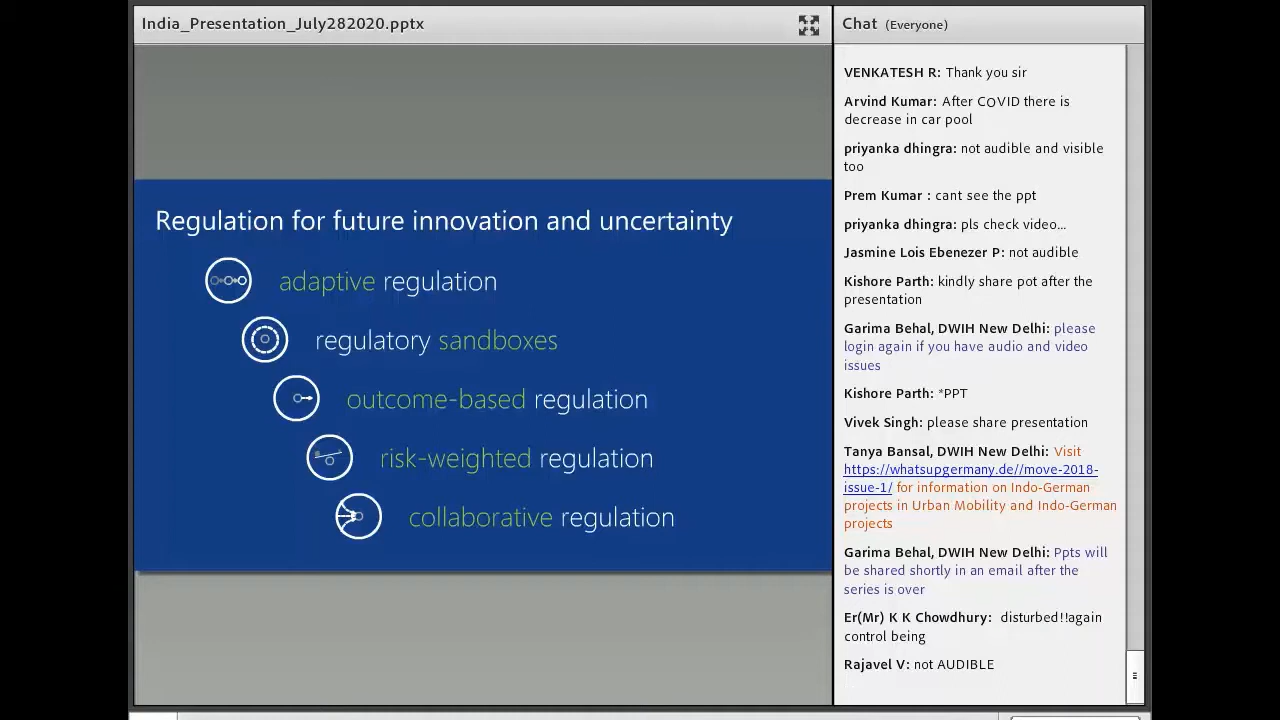 India_Presentation_July282020.pptx
Regulation for future innovation and uncertainty
adaptive regulation
regulatory sandboxes
outcome-based regulation
risk-weighted regulation
collaborative regulation
Chat (Everyone)
VENKATESH R: Thank you sir
Arvind Kumar: After COVID there is
decrease in car pool
priyanka dhingra: not audible and visible
too
Prem Kumar : cant see the ppt
priyanka dhingra: pls check video...
Jasmine Lois Ebenezer P: not audible
Kishore Parth: kindly share pot after the
presentation
Garima Behal, DWIH New Delhi: please
login again if you have audio and video
issues
Kishore Parth: *PPT
Vivek Singh: please share presentation
Tanya Bansal, DWIH New Delhi: Visit
https://whatsupgermany.de//move-2018-
issue-1/ for information on Indo-German
projects in Urban Mobility and Indo-German
projects
Garima Behal, DWIH New Delhi: Ppts will
be shared shortly in an email after the
series is over
Er(Mr) K K Chowdhury: disturbed!!again
control being
Rajavel V: not AUDIBLE